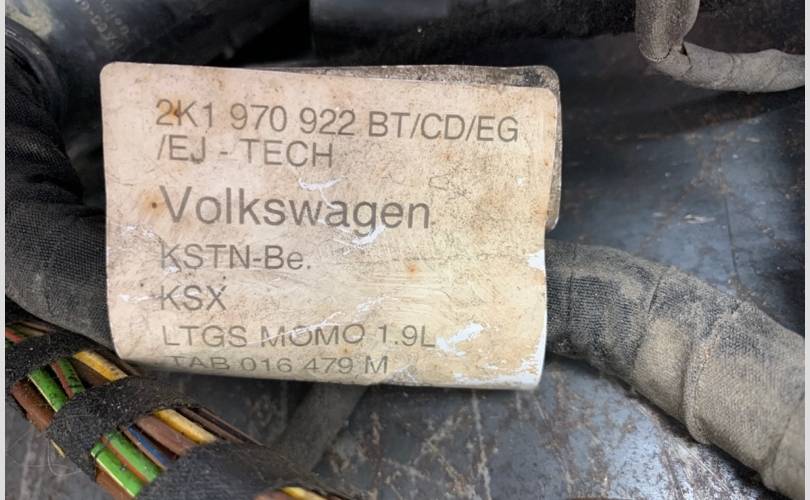 2K1 970 922 BT/CD/EG
/EJ - TECH
Volkswagen
KSTN-Be.
KSX
LTGS MOMO 1.9L
TAB 016 479 M